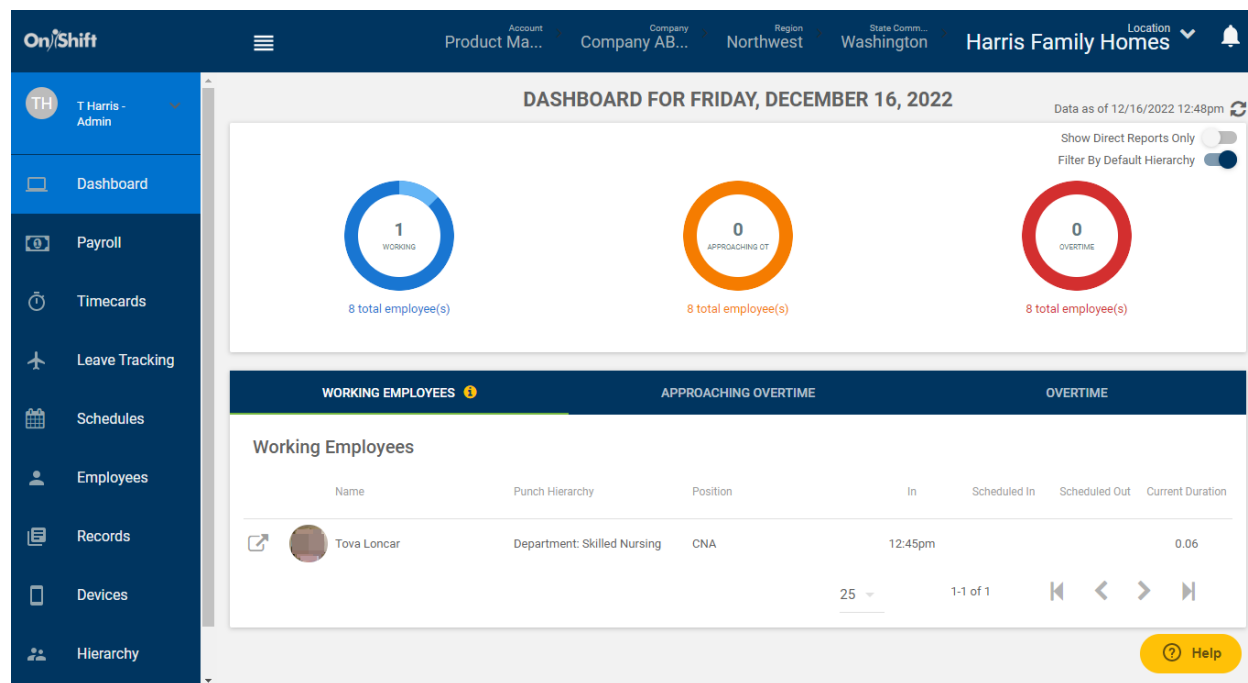 OnShift
Account
Product Ma...
Company
Company AB...
Region
Northwest
State Comm...
Washington
Location
Harris Family Homes
TH
T Harris -
Admin
Dashboard
Payroll
Timecards
Leave Tracking
Schedules
Employees
Records
Devices
Hierarchy
DASHBOARD FOR FRIDAY, DECEMBER 16, 2022
Data as of 12/16/2022 12:48pm
Show Direct Reports Only
Filter By Default Hierarchy
1
WORKING
8 total employee(s)
0
APPROACHING OT
8 total employee(s)
0
OVERTIME
8 total employee(s)
WORKING EMPLOYEES
APPROACHING OVERTIME
OVERTIME
Working Employees
Name Punch Hierarchy Position In Scheduled In Scheduled Out Current Duration
Tova Loncar Department: Skilled Nursing CNA 12:45pm 0.06
25 1-1 of 1
? Help